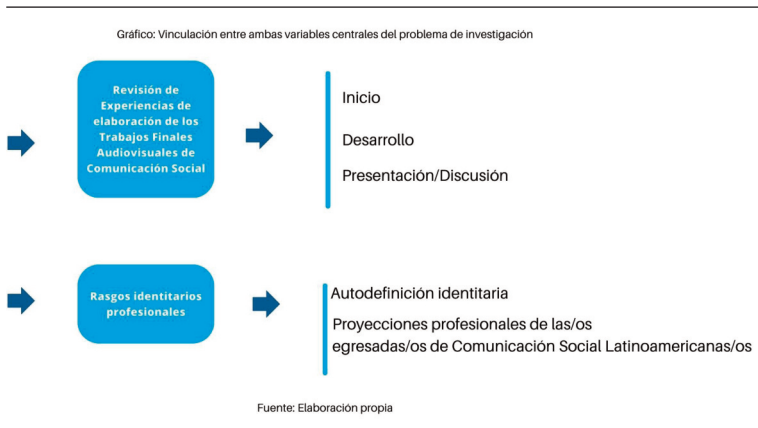 Gráfico: Vinculación entre ambas variables centrales del problema de investigación
Revisión de
Experiencias de
elaboración de los
Trabajos Finales
Audiovisuales de
Comunicación Social
Inicio
Desarrollo
Presentación/Discusión
Rasgos identitarios
profesionales
Autodefinición identitaria
Proyecciones profesionales de las/os
egresadas/os de Comunicación Social Latinoamericanas/os
Fuente: Elaboración propia